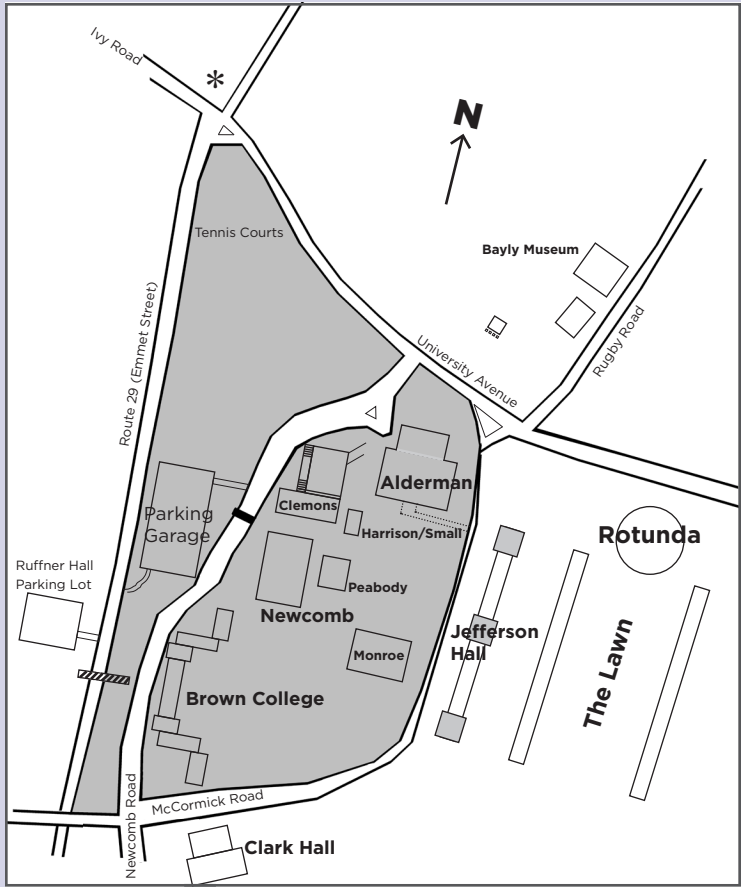 Ivy Road
*
N
Tennis Courts
Bayly Museum
Route 29 (Emmet Street)
University Avenue
Rugby Road
Alderman
Clemons
Parking
Garage
Harrison/Small
Rotunda
Ruffner Hall
Parking Lot
Peabody
Newcomb
Jefferson
Hall
Monroe
The Lawn
Brown College
Newcomb Road
McCormick Road
Clark Hall